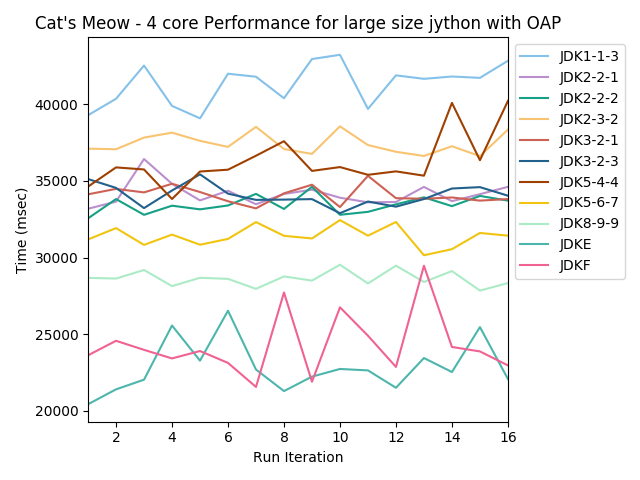 Cat's Meow - 4 core Performance for large size jython with OAP
Time (msec)
40000
35000
30000
25000
20000
2 4 6 8 10 12 14 16
Run Iteration
JDK1-1-3
JDK2-2-1
JDK2-2-2
JDK2-3-2
JDK3-2-1
JDK3-2-3
JDK5-4-4
JDK5-6-7
JDK8-9-9
JDKE
JDKF